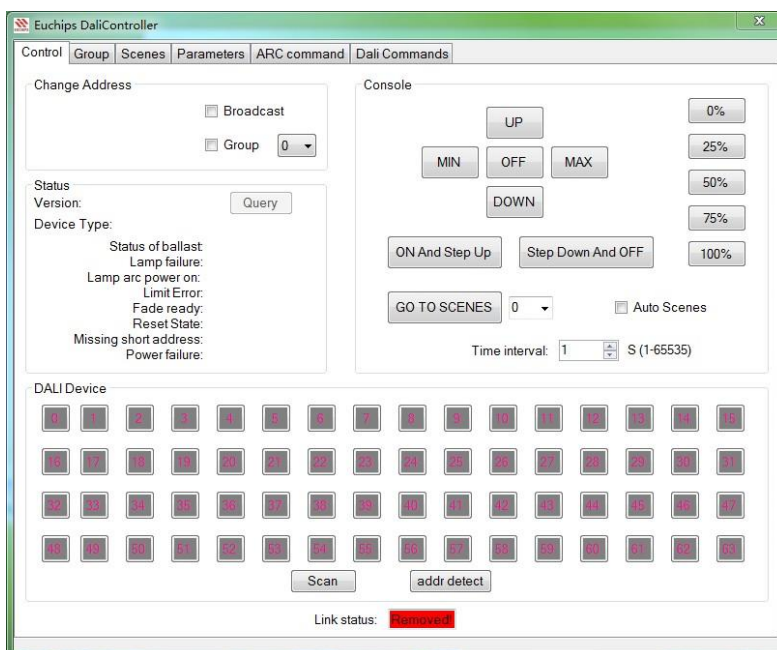 Euchips DaliController
X
Control Group Scenes Parameters ARC command Dali Commands
Change Address
Broadcast
Group 0
Status
Version: Query
Device Type:
Status of ballast:
Lamp failure:
Lamp arc power on:
Limit Error:
Fade ready:
Reset State:
Missing short address:
Power failure:
Console
UP
MIN OFF MAX
DOWN
0%
25%
50%
75%
100%
ON And Step Up Step Down And OFF
GO TO SCENES 0 Auto Scenes
Time interval: 1 S (1-65535)
DALI Device
0 1 2 3 4 5 6 7 8 9 10 11 12 13 14 15
16 17 18 19 20 21 22 23 24 25 26 27 28 29 30 31
32 33 34 35 36 37 38 39 40 41 42 43 44 45 46 47
48 49 50 51 52 53 54 55 56 57 58 59 60 61 62 63
Scan addr detect
Link status: Removed!